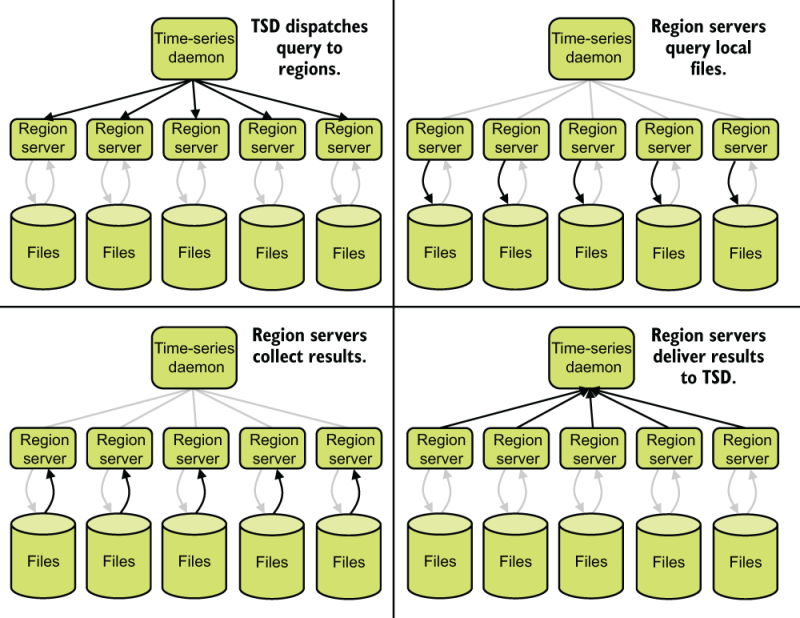 TSD dispatches
query to
regions.
Time-series
daemon
Region
server
Region
server
Region
server
Region
server
Region
server
Files
Files
Files
Files
Files
Region servers
query local
files.
Time-series
daemon
Region
server
Region
server
Region
server
Region
server
Region
server
Files
Files
Files
Files
Files
Region servers
collect results.
Time-series
daemon
Region
server
Region
server
Region
server
Region
server
Region
server
Files
Files
Files
Files
Files
Region servers
deliver results
to TSD.
Time-series
daemon
Region
server
Region
server
Region
server
Region
server
Region
server
Files
Files
Files
Files
Files